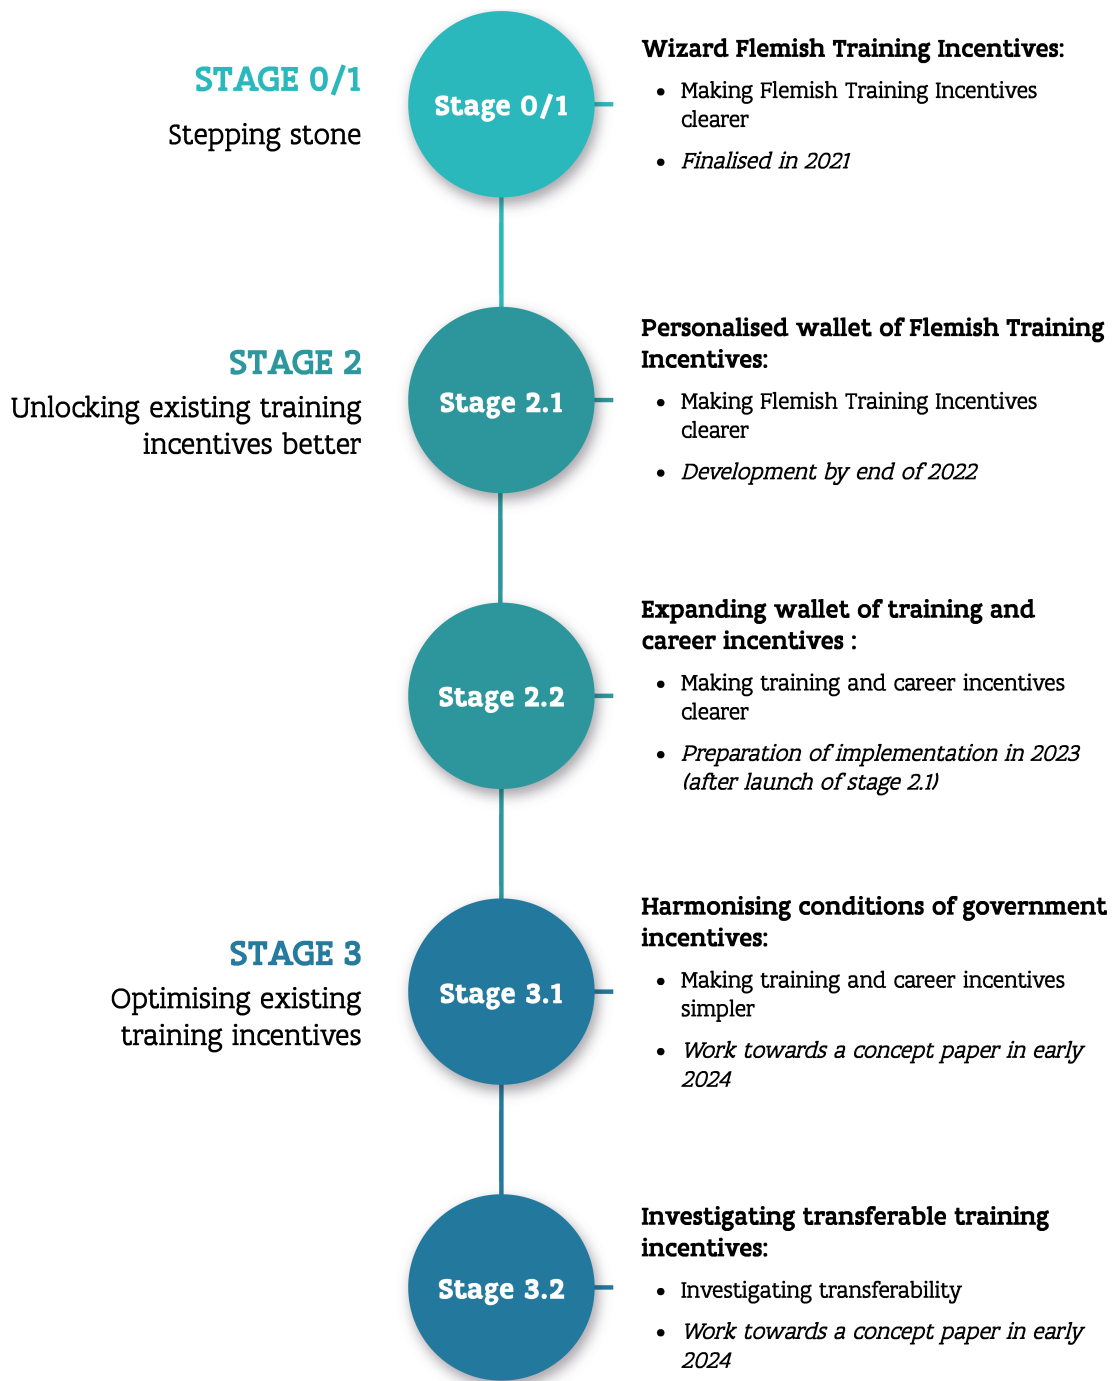 STAGE 0/1
Stepping stone
Stage 0/1
Wizard Flemish Training Incentives:
• Making Flemish Training Incentives
clearer
• Finalised in 2021
STAGE 2
Unlocking existing training
incentives better
Stage 2.1
Personalised wallet of Flemish Training
Incentives:
• Making Flemish Training Incentives
clearer
• Development by end of 2022
Stage 2.2
Expanding wallet of training and
career incentives :
• Making training and career incentives
clearer
• Preparation of implementation in 2023
(after launch of stage 2.1)
STAGE 3
Optimising existing
training incentives
Stage 3.1
Harmonising conditions of government
incentives:
• Making training and career incentives
simpler
• Work towards a concept paper in early
2024
Stage 3.2
Investigating transferable training
incentives:
• Investigating transferability
• Work towards a concept paper in early
2024